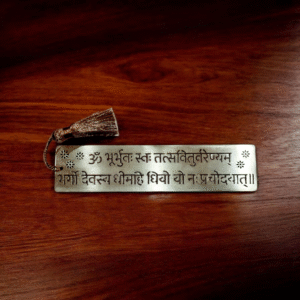 ॐ भूर्भुतः स्वः तत्सवितुर्वरेण्यम्
भर्गो देवस्य धीमहि धियो यो नः प्रचोदयात्॥